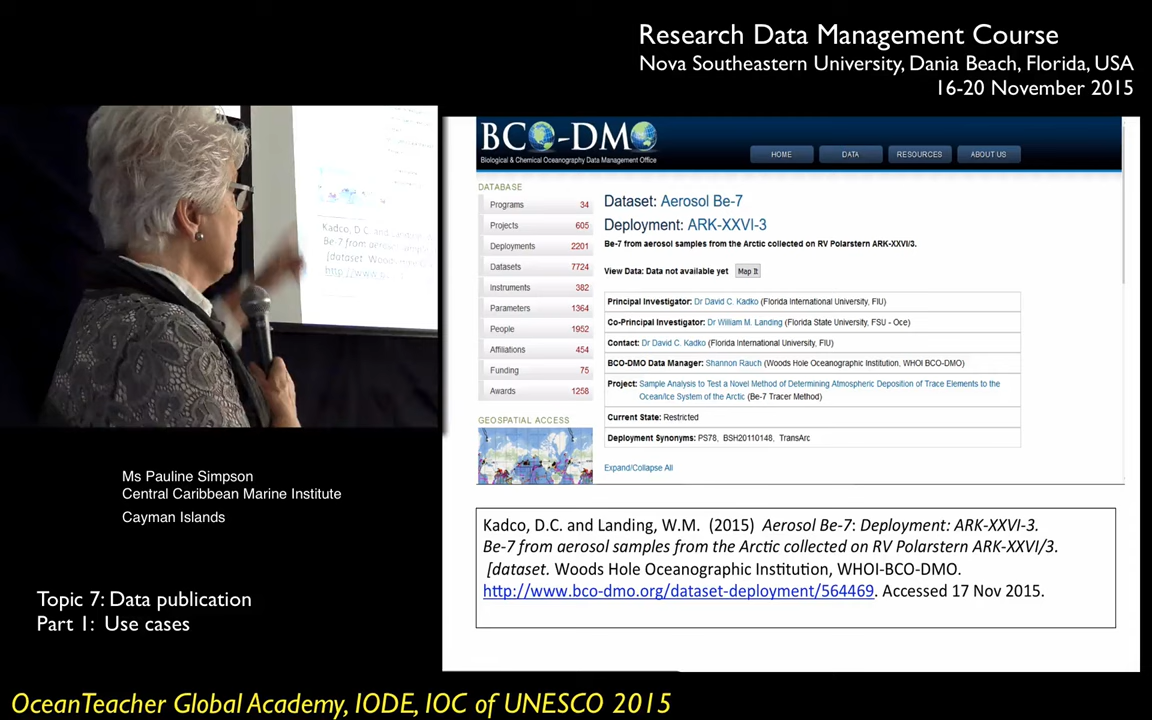 Research Data Management Course
Nova Southeastern University, Dania Beach, Florida, USA
16-20 November 2015
BCO-DMO
Biological & Chemical Oceanography Data Management Office
HOME
DATA
RESOURCES
ABOUT US
DATABASE
Programs 34
Projects 605
Deployments 2201
Datasets 7724
Instruments 382
Parameters 1364
People 1952
Affiliations 454
Funding 75
Awards 1258
GEOSPATIAL ACCESS
Dataset: Aerosol Be-7
Deployment: ARK-XXVI-3
Be-7 from aerosol samples from the Arctic collected on RV Polarstern ARK-XXVI/3.
View Data: Data not available yet Map It
Principal Investigator: Dr David C. Kadko (Florida International University, FIU)
Co-Principal Investigator: Dr William M. Landing (Florida State University, FSU - Oce)
Contact: Dr David C. Kadko (Florida International University, FIU)
BCO-DMO Data Manager: Shannon Rauch (Woods Hole Oceanographic Institution, WHOI BCO-DMO)
Project: Sample Analysis to Test a Novel Method of Determining Atmospheric Deposition of Trace Elements to the
Ocean/Ice System of the Arctic (Be-7 Tracer Method)
Current State: Restricted
Deployment Synonyms: PS78, BSH20110148, TransArc
Expand/Collapse All
Kadco, D.C. and Landing, W.M. (2015) Aerosol Be-7: Deployment: ARK-XXVI-3.
Be-7 from aerosol samples from the Arctic collected on RV Polarstern ARK-XXVI/3.
[dataset. Woods Hole Oceanographic Institution, WHOI-BCO-DMO.
http://www.bco-dmo.org/dataset-deployment/564469. Accessed 17 Nov 2015.
Kadco, D.C. and Landing,
Be-7 from aerosol
[dataset. Woods
http://www.
Ms Pauline Simpson
Central Caribbean Marine Institute
Cayman Islands
Topic 7: Data publication
Part 1: Use cases
OceanTeacher Global Academy, IODE, IOC of UNESCO 2015